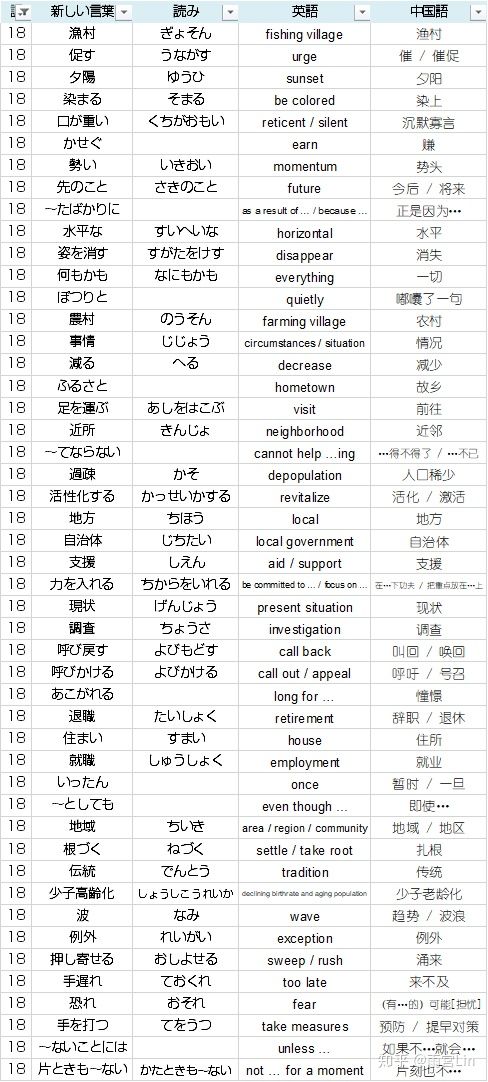 課 新しい言葉 読み 英語 中国語
18 漁村 ぎょそん fishing village 渔村
18 促す うながす urge 催 / 催促
18 夕陽 ゆうひ sunset 夕阳
18 染まる そまる be colored 染上
18 口が重い くちがおもい reticent / silent 沉默寡言
18 かせぐ earn 赚
18 勢い いきおい momentum 势头
18 先のこと さきのこと future 今后 / 将来
18 〜たばかりに as a result of … / because … 正是因为…
18 水平な すいへいな horizontal 水平
18 姿を消す すがたをけす disappear 消失
18 何もかも なにもかも everything 一切
18 ぽつりと quietly 嘟囔了一句
18 農村 のうそん farming village 农村
18 事情 じじょう circumstances / situation 情况
18 減る へる decrease 减少
18 ふるさと hometown 故乡
18 足を運ぶ あしをはこぶ visit 前往
18 近所 きんじょ neighborhood 近邻
18 〜てならない cannot help …ing …得不得了 / …不已
18 過疎 かそ depopulation 人口稀少
18 活性化する かっせいかする revitalize 活化 / 激活
18 地方 ちほう local 地方
18 自治体 じちたい local government 自治体
18 支援 しえん aid / support 支援
18 力を入れる ちからをいれる be committed to … / focus on … 在…下功夫 / 把重点放在…上
18 現状 げんじょう present situation 现状
18 調査 ちょうさ investigation 调查
18 呼び戻す よびもどす call back 叫回 / 唤回
18 呼びかける よびかける call out / appeal 呼吁 / 号召
18 あこがれる long for … 憧憬
18 退職 たいしょく retirement 辞职 / 退休
18 住まい すまい house 住所
18 就職 しゅうしょく employment 就业
18 いったん once 暂时 / 一旦
18 〜としても even though … 即使…
18 地域 ちいき area / region / community 地域 / 地区
18 根づく ねづく settle / take root 扎根
18 伝統 でんとう tradition 传统
18 少子高齢化 しょうしこうれいか declining birthrate and aging population 少子老龄化
18 波 なみ wave 趋势 / 波浪
18 例外 れいがい exception 例外
18 押し寄せる おしよせる sweep / rush 涌来
18 手遅れ ておくれ too late 来不及
18 恐れ おそれ fear (有…的) 可能[担忧]
18 手を打つ てをうつ take measures 预防 / 提早对策
18 〜ないことには unless … 如果不…就会…
18 片ときも〜ない かたときも〜ない not … for a moment 片刻也不…
知乎 @雨宮Lin